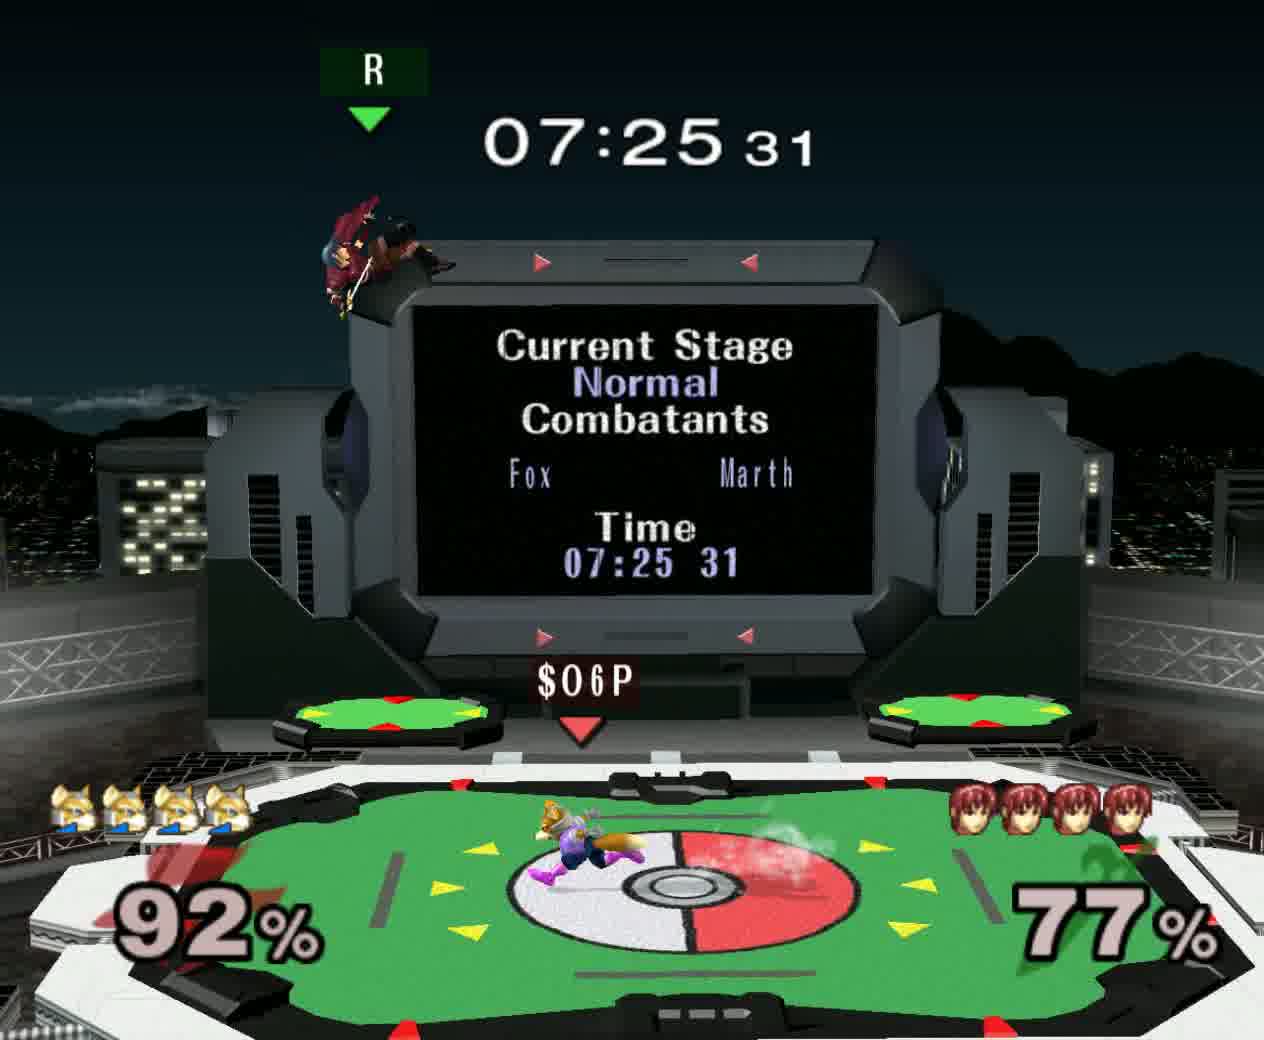 R
07:25 31
Current Stage
Normal
Combatants
Fox Marth
Time
07:25 31
$06P
92%
77%